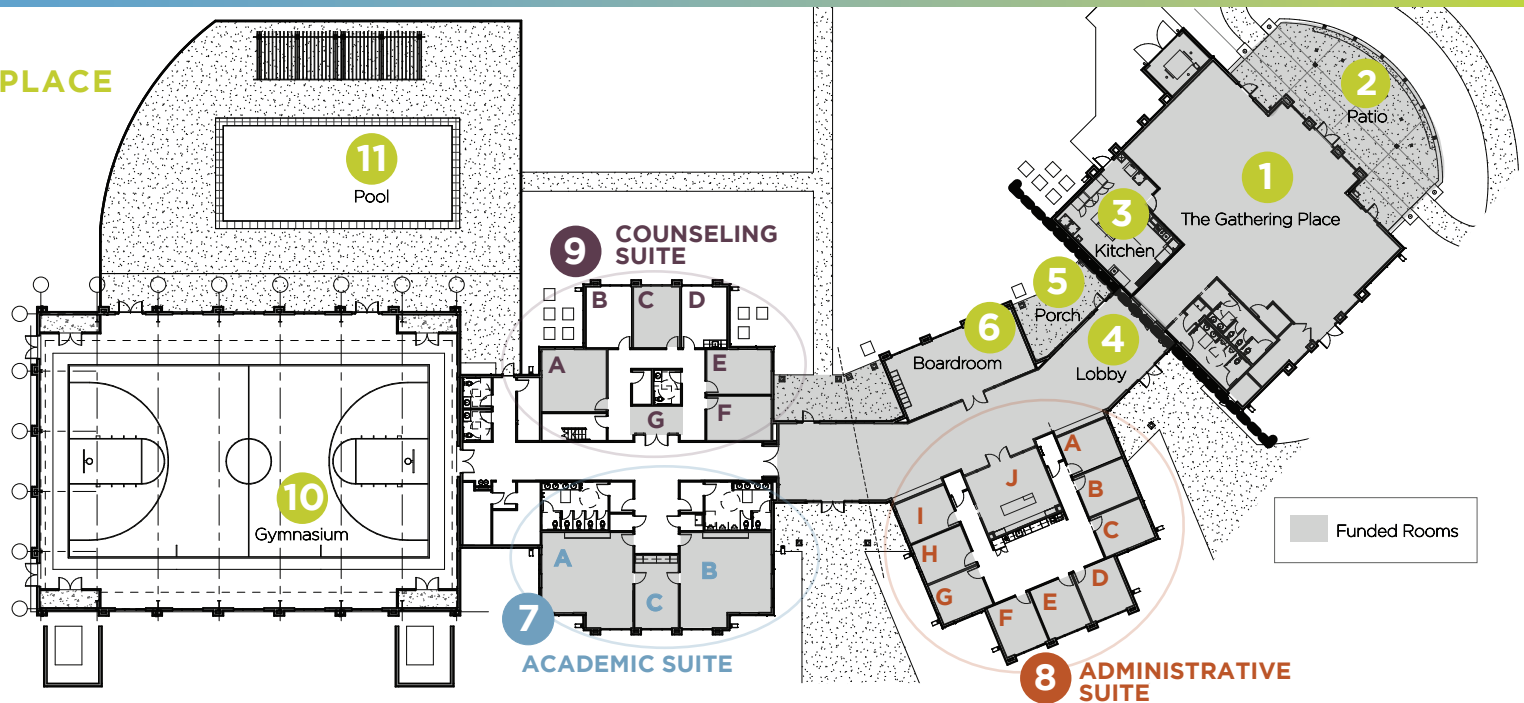 PLACE
11
Pool
2
Patio
1
The Gathering Place
3
Kitchen
9
COUNSELING
SUITE
B
C
D
A
E
F
G
5
Porch
6
Boardroom
4
Lobby
10
Gymnasium
A
B
C
7
ACADEMIC SUITE
A
B
C
D
E
F
G
H
I
J
8
ADMINISTRATIVE
SUITE
Funded Rooms